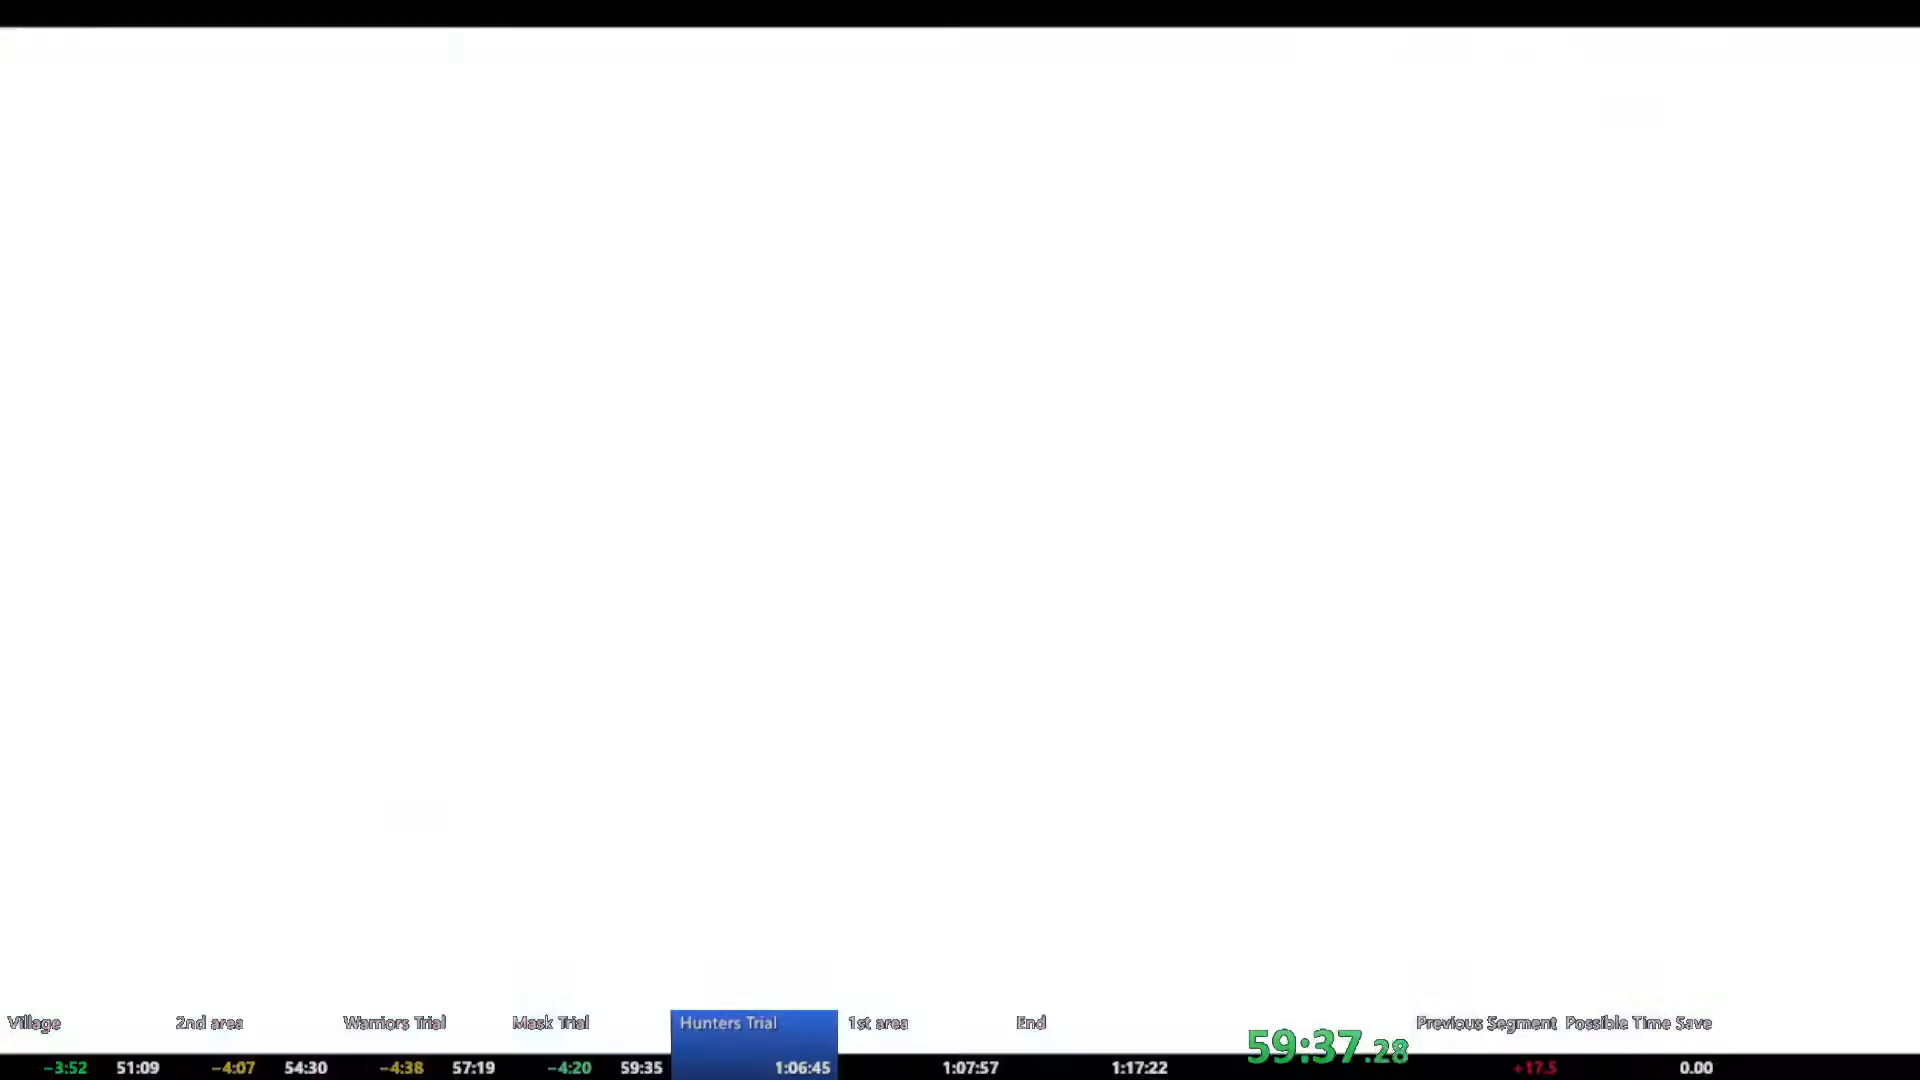 Village 2nd area Warriors Trial Mask Trial Hunters Trial 1st area End Previous Segment Possible Time Save
59:37.28
−3:52 51:09 −4:07 54:30 −4:38 57:19 −4:20 59:35 1:06:45 1:07:57 1:17:22 +17.5 0.00